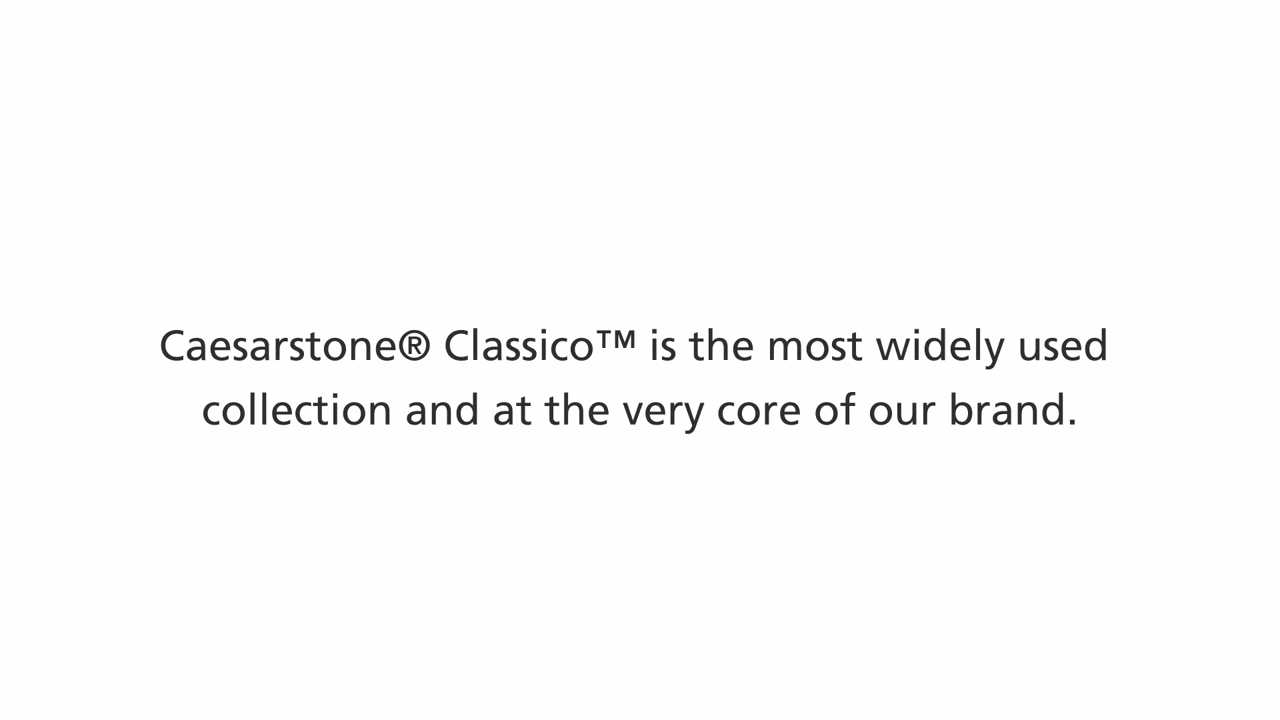 Caesarstone® Classico™ is the most widely used
collection and at the very core of our brand.